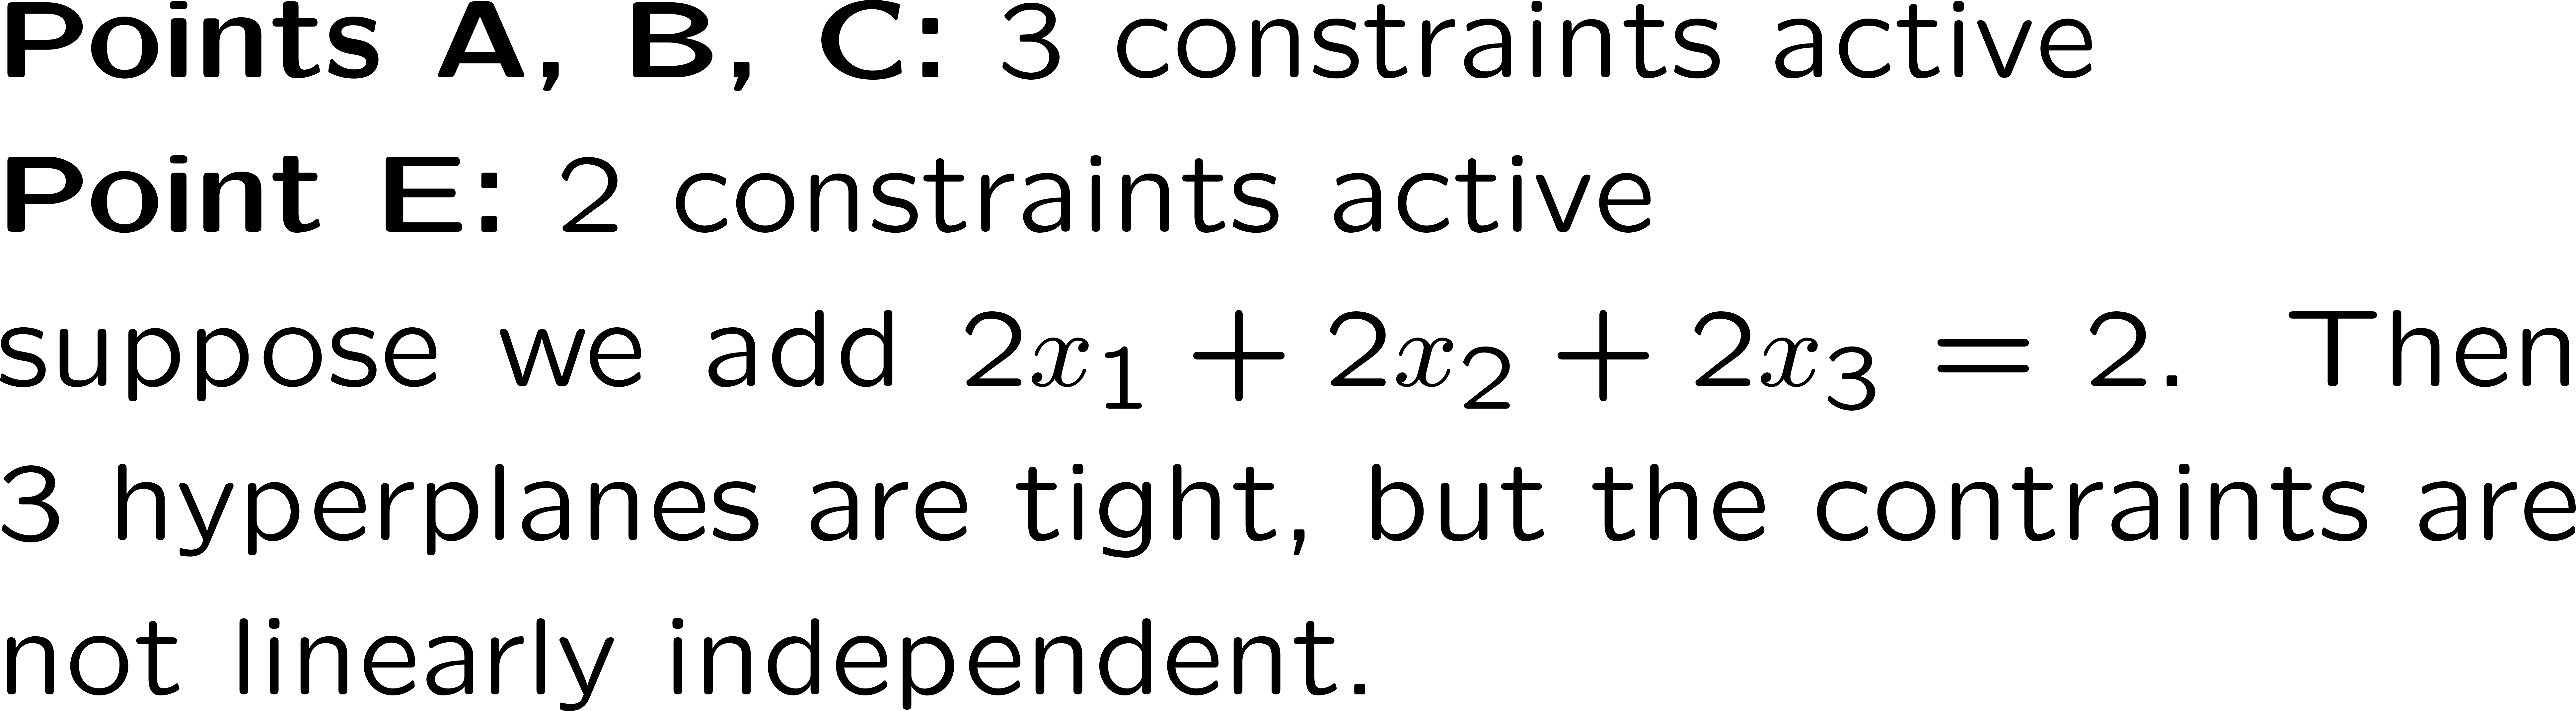 Points A, B, C: 3 constraints active
Point E: 2 constraints active
suppose we add 2x₁ + 2x₂ + 2x₃ = 2. Then
3 hyperplanes are tight, but the contraints are
not linearly independent.